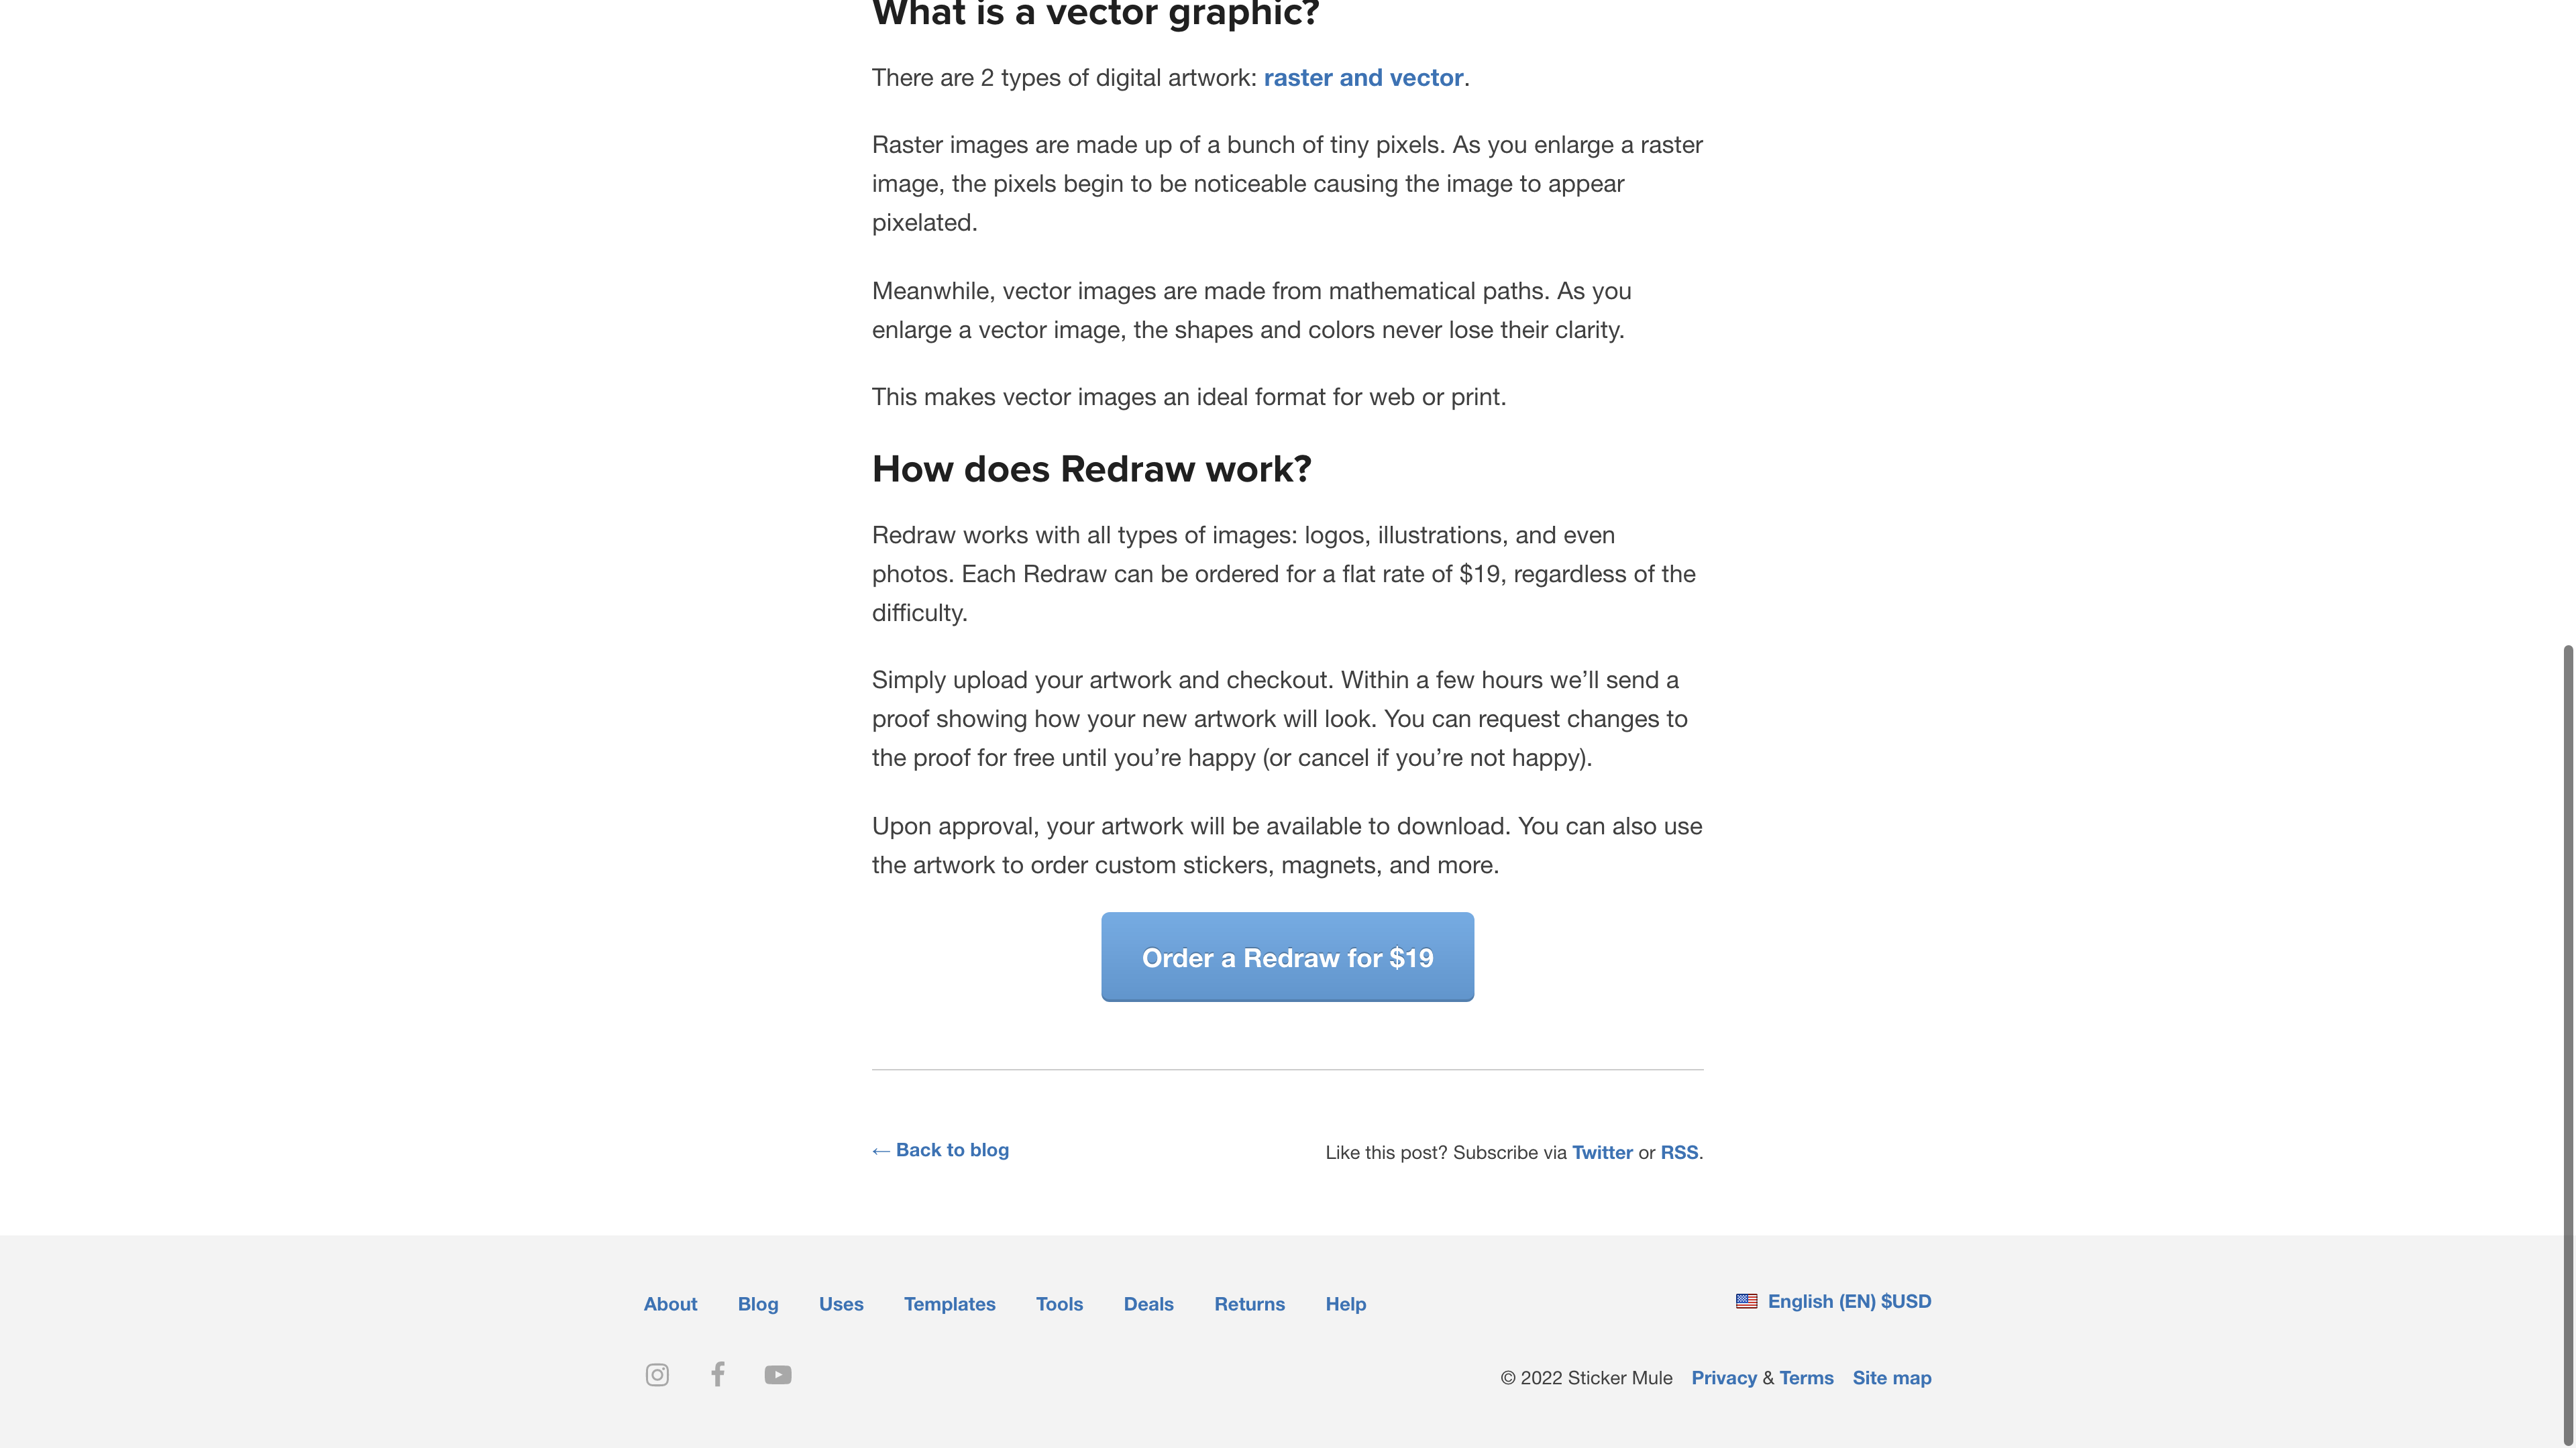 What is a vector graphic?
There are 2 types of digital artwork: raster and vector.
Raster images are made up of a bunch of tiny pixels. As you enlarge a raster
image, the pixels begin to be noticeable causing the image to appear
pixelated.
Meanwhile, vector images are made from mathematical paths. As you
enlarge a vector image, the shapes and colors never lose their clarity.
This makes vector images an ideal format for web or print.
How does Redraw work?
Redraw works with all types of images: logos, illustrations, and even
photos. Each Redraw can be ordered for a flat rate of $19, regardless of the
difficulty.
Simply upload your artwork and checkout. Within a few hours we’ll send a
proof showing how your new artwork will look. You can request changes to
the proof for free until you’re happy (or cancel if you’re not happy).
Upon approval, your artwork will be available to download. You can also use
the artwork to order custom stickers, magnets, and more.
Order a Redraw for $19
← Back to blog
Like this post? Subscribe via Twitter or RSS.
About Blog Uses Templates Tools Deals Returns Help
English (EN) $USD
© 2022 Sticker Mule Privacy & Terms Site map